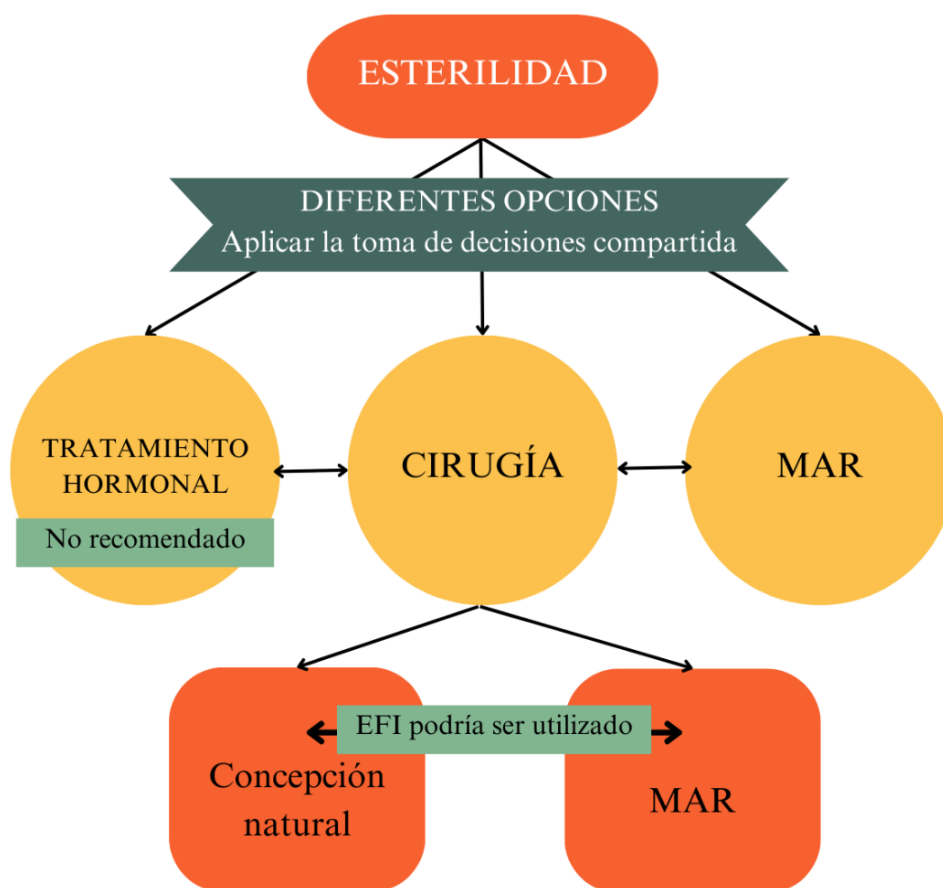 ESTERILIDAD
DIFERENTES OPCIONES
Aplicar la toma de decisiones compartida
TRATAMIENTO
HORMONAL
No recomendado
CIRUGÍA
MAR
EFI podría ser utilizado
Concepción
natural
MAR